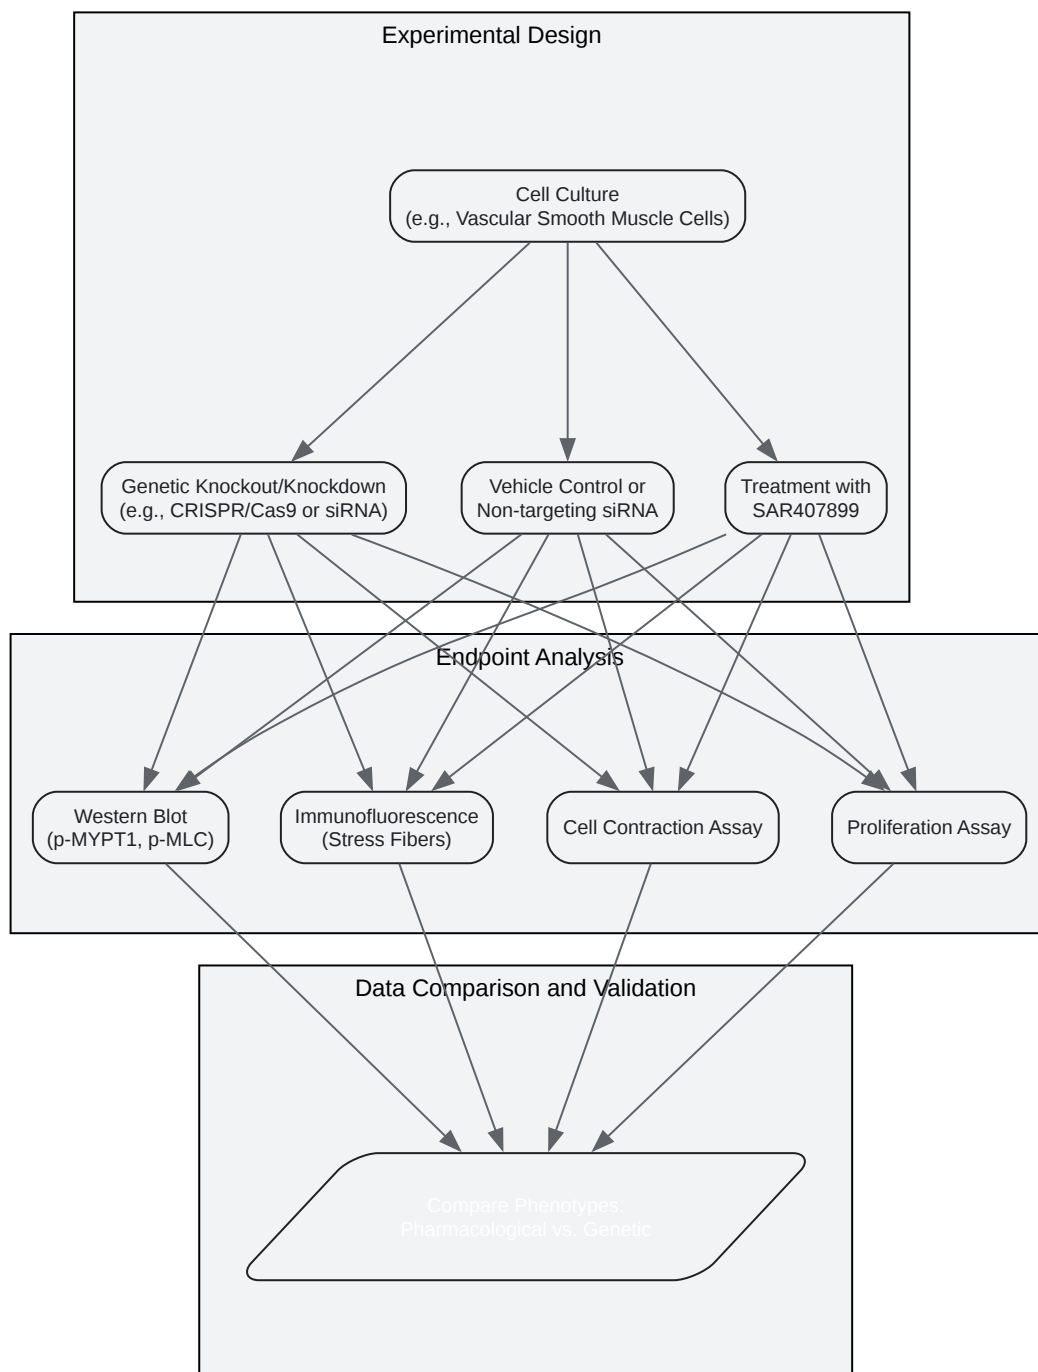 Experimental Design
Cell Culture
(e.g., Vascular Smooth Muscle Cells)
Genetic Knockout/Knockdown
(e.g., CRISPR/Cas9 or siRNA)
Vehicle Control or
Non-targeting siRNA
Treatment with
SAR407899
Endpoint Analysis
Western Blot
(p-MYPT1, p-MLC)
Immunofluorescence
(Stress Fibers)
Cell Contraction Assay
Proliferation Assay
Data Comparison and Validation
Compare Phenotypes:
Pharmacological vs. Genetic